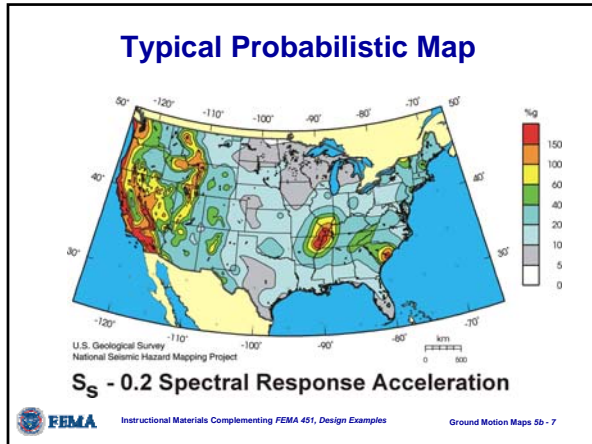 Typical Probabilistic Map
50° -120° -110° -100° -90° -80° -70° 50°
%g
150
100
60
40
20
10
5
0
40°
40°
30°
30°
-120° -110° -100° -90° -80° -70°
km
0 500
U.S. Geological Survey
National Seismic Hazard Mapping Project
Ss - 0.2 Spectral Response Acceleration
FEMA
Instructional Materials Complementing FEMA 451, Design Examples
Ground Motion Maps 5b - 7